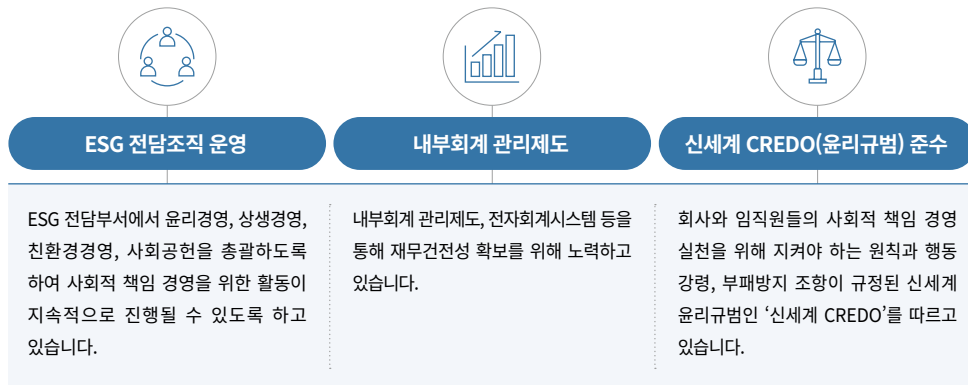 ESG 전담조직 운영
ESG 전담부서에서 윤리경영, 상생경영,
친환경경영, 사회공헌을 총괄하도록
하여 사회적 책임 경영을 위한 활동이
지속적으로 진행될 수 있도록 하고
있습니다.
내부회계 관리제도
내부회계 관리제도, 전자회계시스템 등을
통해 재무건전성 확보를 위해 노력하고
있습니다.
신세계 CREDO(윤리규범) 준수
회사와 임직원들의 사회적 책임 경영
실천을 위해 지켜야 하는 원칙과 행동
강령, 부패방지 조항이 규정된 신세계
윤리규범인 ‘신세계 CREDO’를 따르고
있습니다.